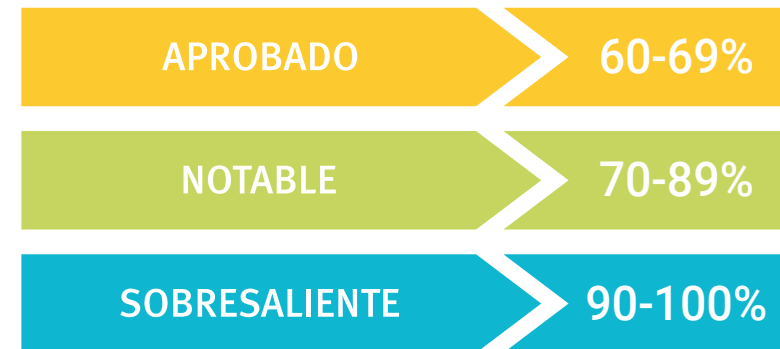 APROBADO 60-69%
NOTABLE 70-89%
SOBRESALIENTE 90-100%